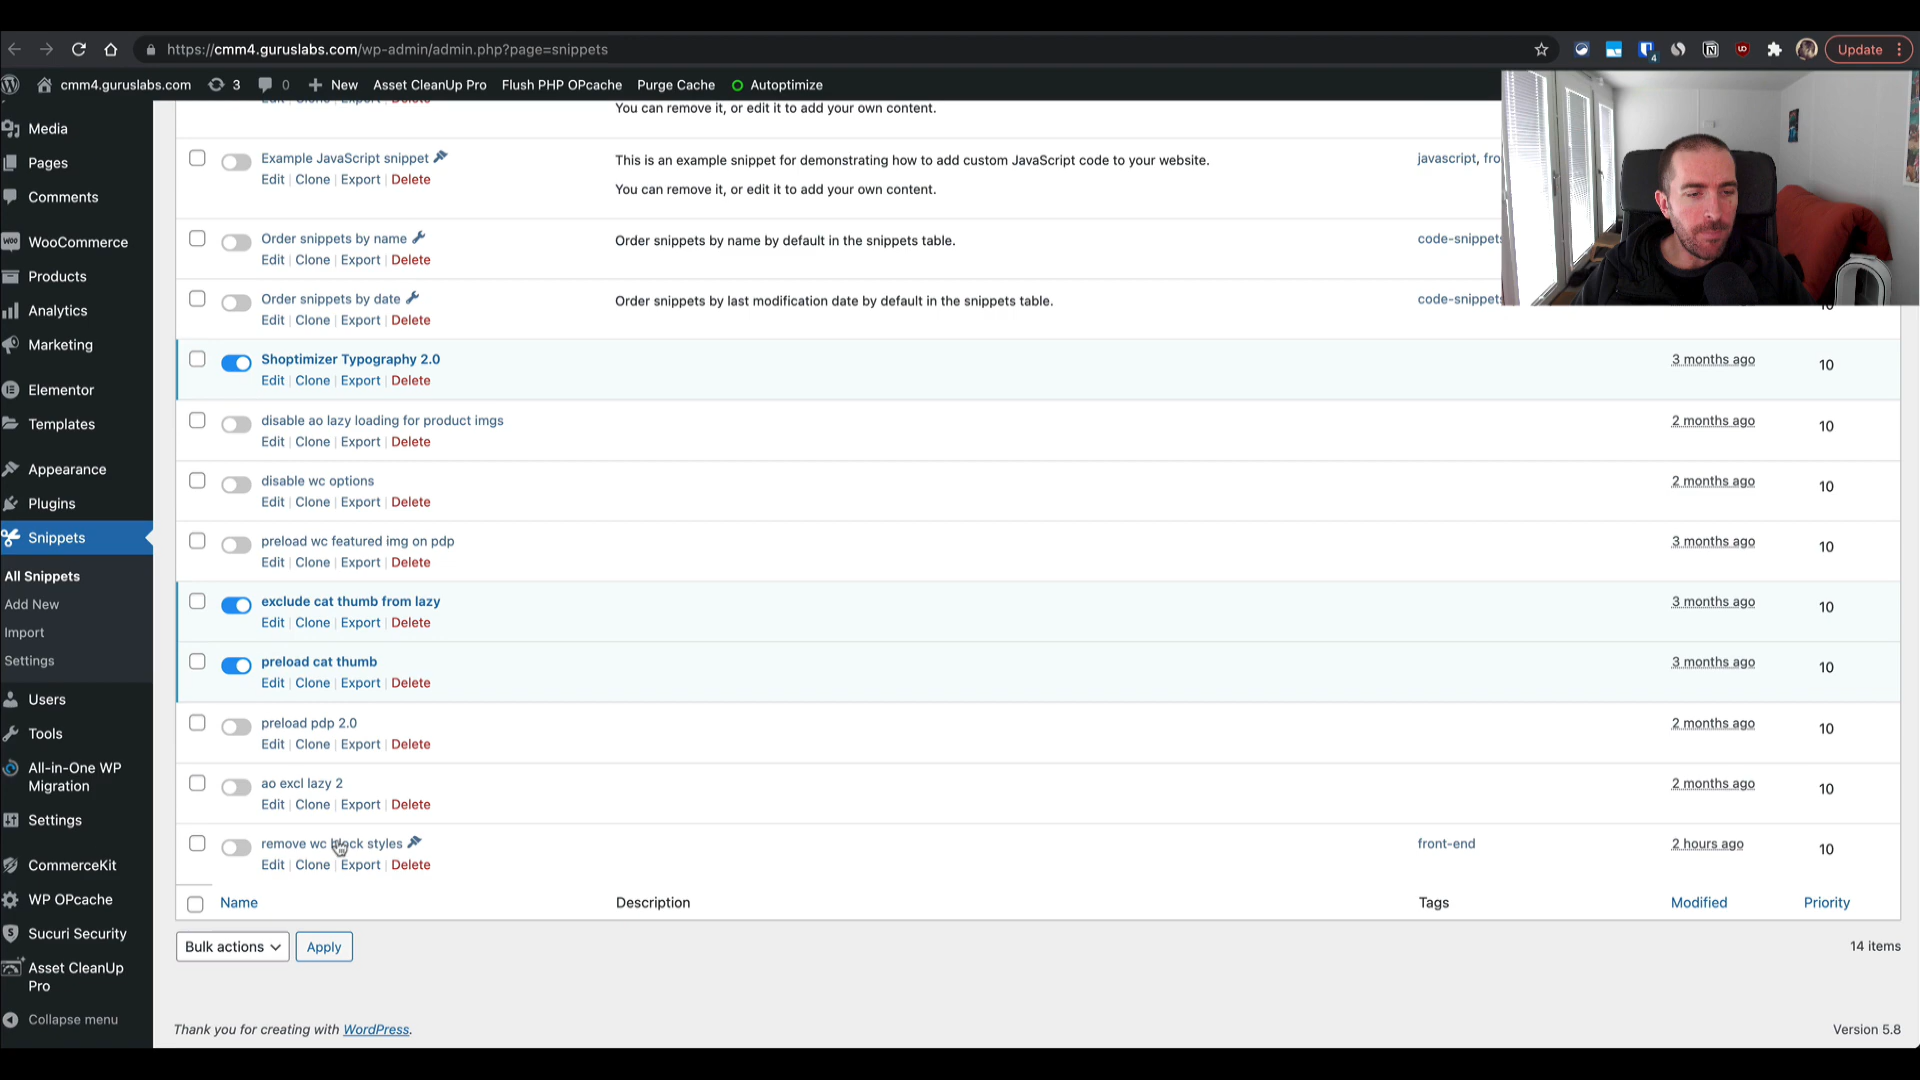 https://cmm4.guruslabs.com/wp-admin/admin.php?page=snippets
4
Update
cmm4.guruslabs.com
3
0
New
Asset CleanUp Pro
Flush PHP OPcache
Purge Cache
Autoptimize
Media
Pages
Comments
WooCommerce
Products
Analytics
Marketing
Elementor
Templates
Appearance
Plugins
Snippets
All Snippets
Add New
Import
Settings
Users
Tools
All-in-One WP
Migration
Settings
CommerceKit
WP OPcache
Sucuri Security
Asset CleanUp
Pro
Collapse menu
Edit | Clone | Export | Delete
You can remove it, or edit it to add your own content.
Example JavaScript snippet
Edit | Clone | Export | Delete
This is an example snippet for demonstrating how to add custom JavaScript code to your website.
You can remove it, or edit it to add your own content.
javascript, fro
Order snippets by name
Edit | Clone | Export | Delete
Order snippets by name by default in the snippets table.
code-snippets
Order snippets by date
Edit | Clone | Export | Delete
Order snippets by last modification date by default in the snippets table.
code-snippets
10
Shoptimizer Typography 2.0
Edit | Clone | Export | Delete
3 months ago
10
disable ao lazy loading for product imgs
Edit | Clone | Export | Delete
2 months ago
10
disable wc options
Edit | Clone | Export | Delete
2 months ago
10
preload wc featured img on pdp
Edit | Clone | Export | Delete
3 months ago
10
exclude cat thumb from lazy
Edit | Clone | Export | Delete
3 months ago
10
preload cat thumb
Edit | Clone | Export | Delete
3 months ago
10
preload pdp 2.0
Edit | Clone | Export | Delete
2 months ago
10
ao excl lazy 2
Edit | Clone | Export | Delete
2 months ago
10
remove wc block styles
Edit | Clone | Export | Delete
front-end
2 hours ago
10
Name
Description
Tags
Modified
Priority
Bulk actions
Apply
14 items
Thank you for creating with WordPress.
Version 5.8